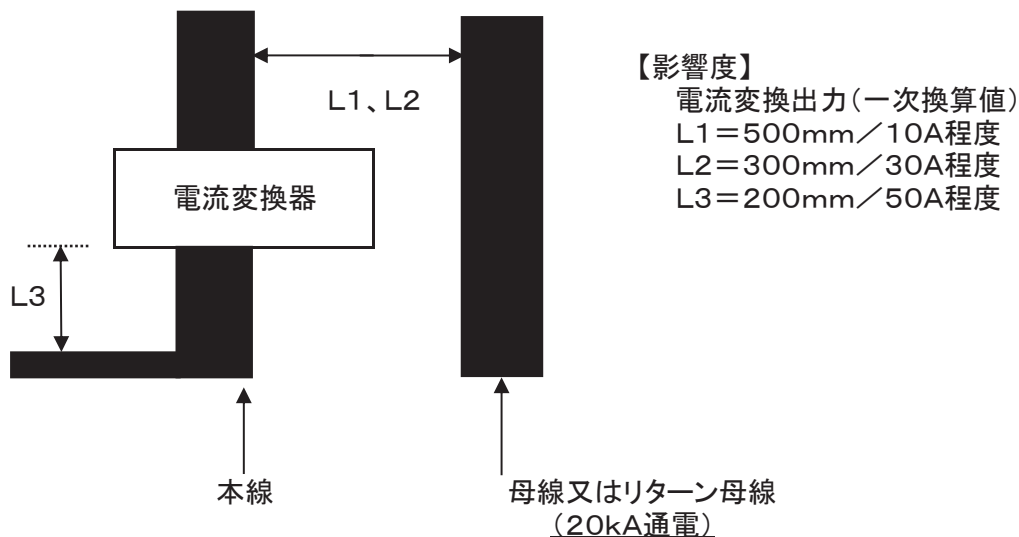 L1、L2
電流変換器
L3
本線
母線又はリターン母線
(20kA通電)
【影響度】
電流変換出力(一次換算値)
L1=500mm/10A程度
L2=300mm/30A程度
L3=200mm/50A程度